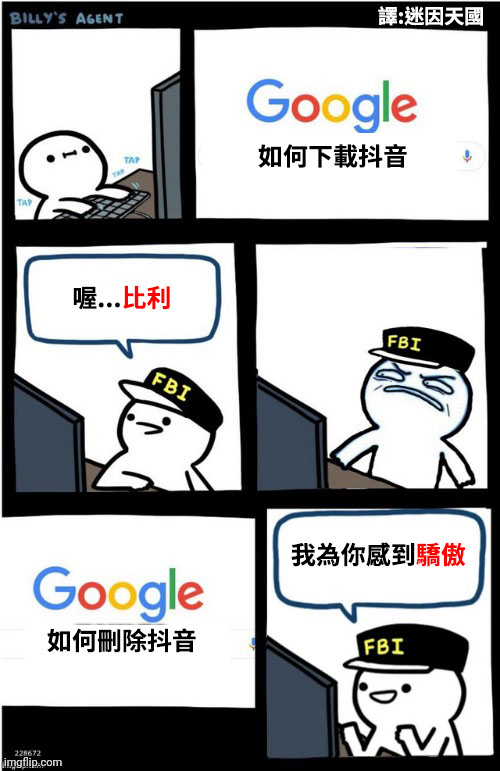 BILLY'S AGENT
譯:迷因天國
TAP
TAP
TAP
Google
如何下載抖音
喔...比利
FBI
FBI
Google
如何刪除抖音
我為你感到驕傲
FBI
228672
imgflip.com